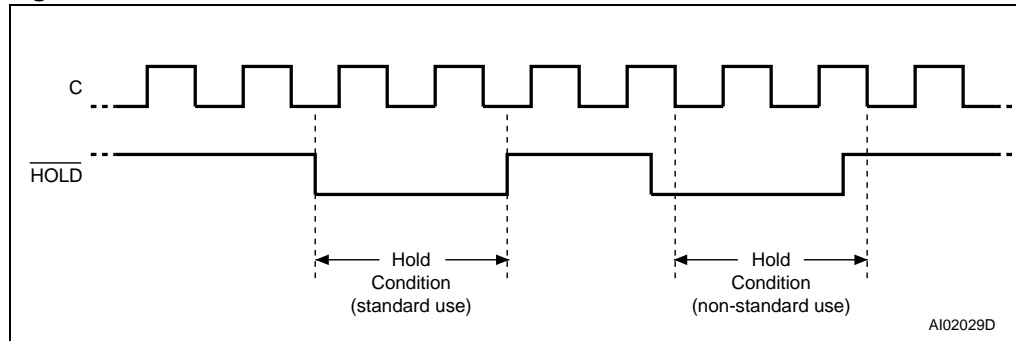 C
HOLD
Hold
Condition
(standard use)
Hold
Condition
(non-standard use)
AI02029D